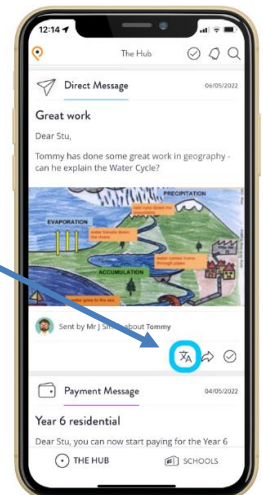 12:14
The Hub
Direct Message
06/05/2022
Great work
Dear Stu,
Tommy has done some great work in geography -
can he explain the Water Cycle?
PRECIPITATION
EVAPORATION
ACCUMULATION
Sent by Mr J about Tommy
Payment Message
04/05/2022
Year 6 residential
Dear Stu, you can now start paying for the Year 6
THE HUB
SCHOOLS